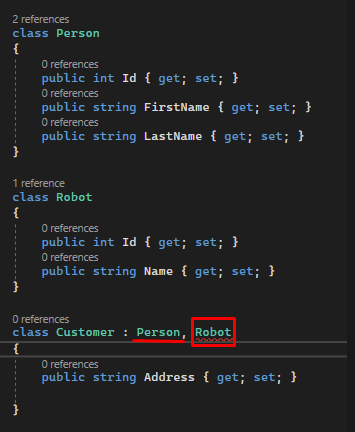 2 references
class Person
{
0 references
public int Id { get; set; }
0 references
public string FirstName { get; set; }
0 references
public string LastName { get; set; }
}
1 reference
class Robot
{
0 references
public int Id { get; set; }
0 references
public string Name { get; set; }
}
0 references
class Customer : Person, Robot
{
0 references
public string Address { get; set; }
}